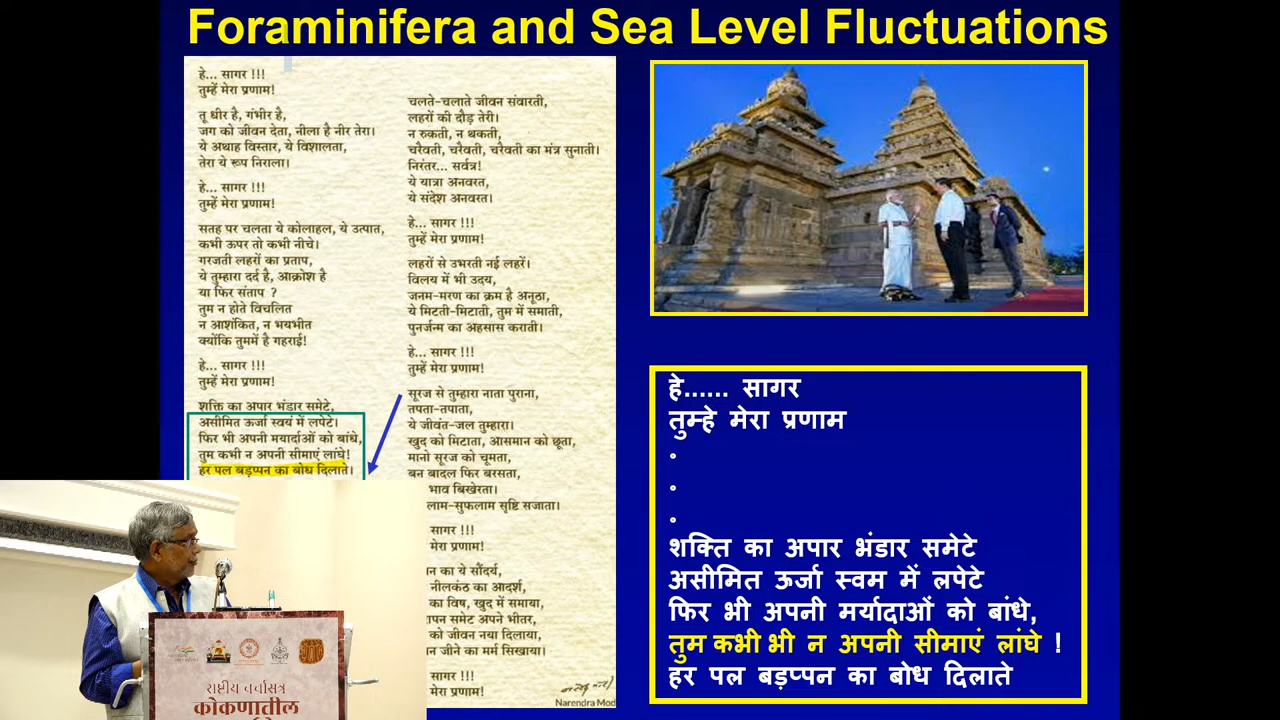 Foraminifera and Sea Level Fluctuations
हे... सागर !!!
तुम्हें मेरा प्रणाम!
तू धीर है, गंभीर है,
जग को जीवन देता, नीला है नीर तेरा।
ये अथाह विस्तार, ये विशालता,
तेरा ये रूप निराला।
हे... सागर !!!
तुम्हें मेरा प्रणाम!
सतह पर चलता ये कोलाहल, ये उत्पात,
कभी ऊपर तो कभी नीचे।
गरजती लहरों का प्रताप,
ये तुम्हारा दर्द है, आक्रोश है
या फिर संताप ?
तुम न होते विचलित
न आशंकित, न भयभीत
क्योंकि तुममें है गहराई!
हे... सागर !!!
तुम्हें मेरा प्रणाम!
शक्ति का अपार भंडार समेटे,
असीमित ऊर्जा स्वयं में लपेटे।
फिर भी अपनी मयार्दाओं को बांधे,
तुम कभी न अपनी सीमाएं लांघे!
हर पल बड़प्पन का बोध दिलाते।
चलते-चलाते जीवन संवारती,
लहरों की दौड़ तेरी।
न रुकती, न थकती,
चरैवती, चरैवती, चरैवती का मंत्र सुनाती।
निरंतर... सर्वत्र!
ये यात्रा अनवरत,
ये संदेश अनवरत।
हे... सागर !!!
तुम्हें मेरा प्रणाम!
लहरों से उभरती नई लहरें।
विलय में भी उदय,
जनम-मरण का क्रम है अनूठा,
ये मिटती-मिटाती, तुम में समाती,
पुनर्जन्म का अहसास कराती।
हे... सागर !!!
तुम्हें मेरा प्रणाम!
सूरज से तुम्हारा नाता पुराना,
तपता-तपाता,
ये जीवंत-जल तुम्हारा।
खुद को मिटाता, आसमान को छूता,
मानो सूरज को चूमता,
बन बादल फिर बरसता,
भाव बिखेरता।
लाम-सुफलाम सृष्टि सजाता।
सागर !!!
मेरा प्रणाम!
का ये सौंदर्य,
नीलकंठ का आदर्श,
का विष, खुद में समाया,
समेट अपने भीतर,
को जीवन नया दिलाया,
जीने का मर्म सिखाया।
सागर !!!
मेरा प्रणाम!
Narendra Mod
हे...... सागर
तुम्हे मेरा प्रणाम
शक्ति का अपार भंडार समेटे
असीमित ऊर्जा स्वम में लपेटे
फिर भी अपनी मर्यादाओं को बांधे,
तुम कभी भी न अपनी सीमाएं लांघे !
हर पल बड़प्पन का बोध दिलाते
राष्ट्रीय चर्चासत्र
कोकणातील